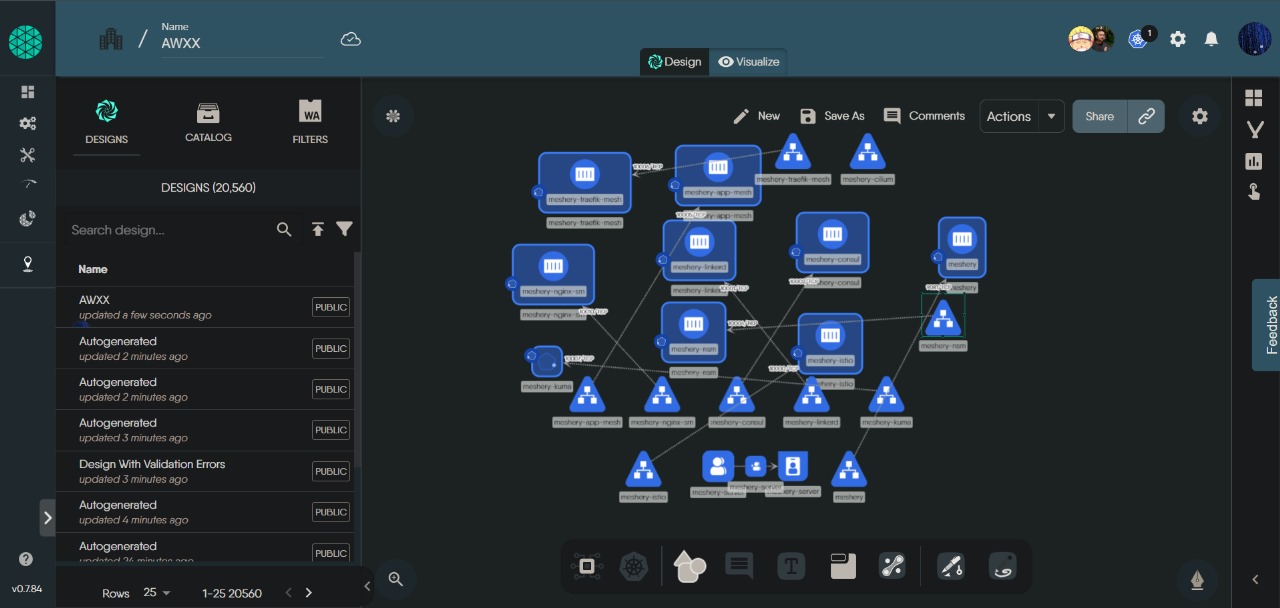 Name
AWXX
1
Design
Visualize
DESIGNS
CATALOG
WA
FILTERS
New
Save As
Comments
Actions
Share
DESIGNS (20,560)
Search design...
Name
AWXX
updated a few seconds ago
PUBLIC
Autogenerated
updated 2 minutes ago
PUBLIC
Autogenerated
updated 2 minutes ago
PUBLIC
Autogenerated
updated 3 minutes ago
PUBLIC
Design With Validation Errors
updated 3 minutes ago
PUBLIC
Autogenerated
updated 4 minutes ago
PUBLIC
Autogenerated
updated 24 minutes ago
PUBLIC
Rows
25
1-25 20560
v0.7.84
meshery-traefik-mesh
meshery-traefik-mesh
meshery-app-mesh
meshery-app-mesh
meshery-traefik-mesh
meshery-cilium
meshery-linkerd
meshery-linkerd
meshery-consul
meshery-consul
meshery
meshery
meshery-nginx-sm
meshery-nginx-sm
meshery-nsm
meshery-nsm
meshery-istio
meshery-istio
meshery-nsm
meshery-kuma
meshery-app-mesh
meshery-nginx-sm
meshery-consul
meshery-linkerd
meshery-kuma
meshery-istio
meshery-server
meshery-server
meshery-server
meshery
T
Feedback